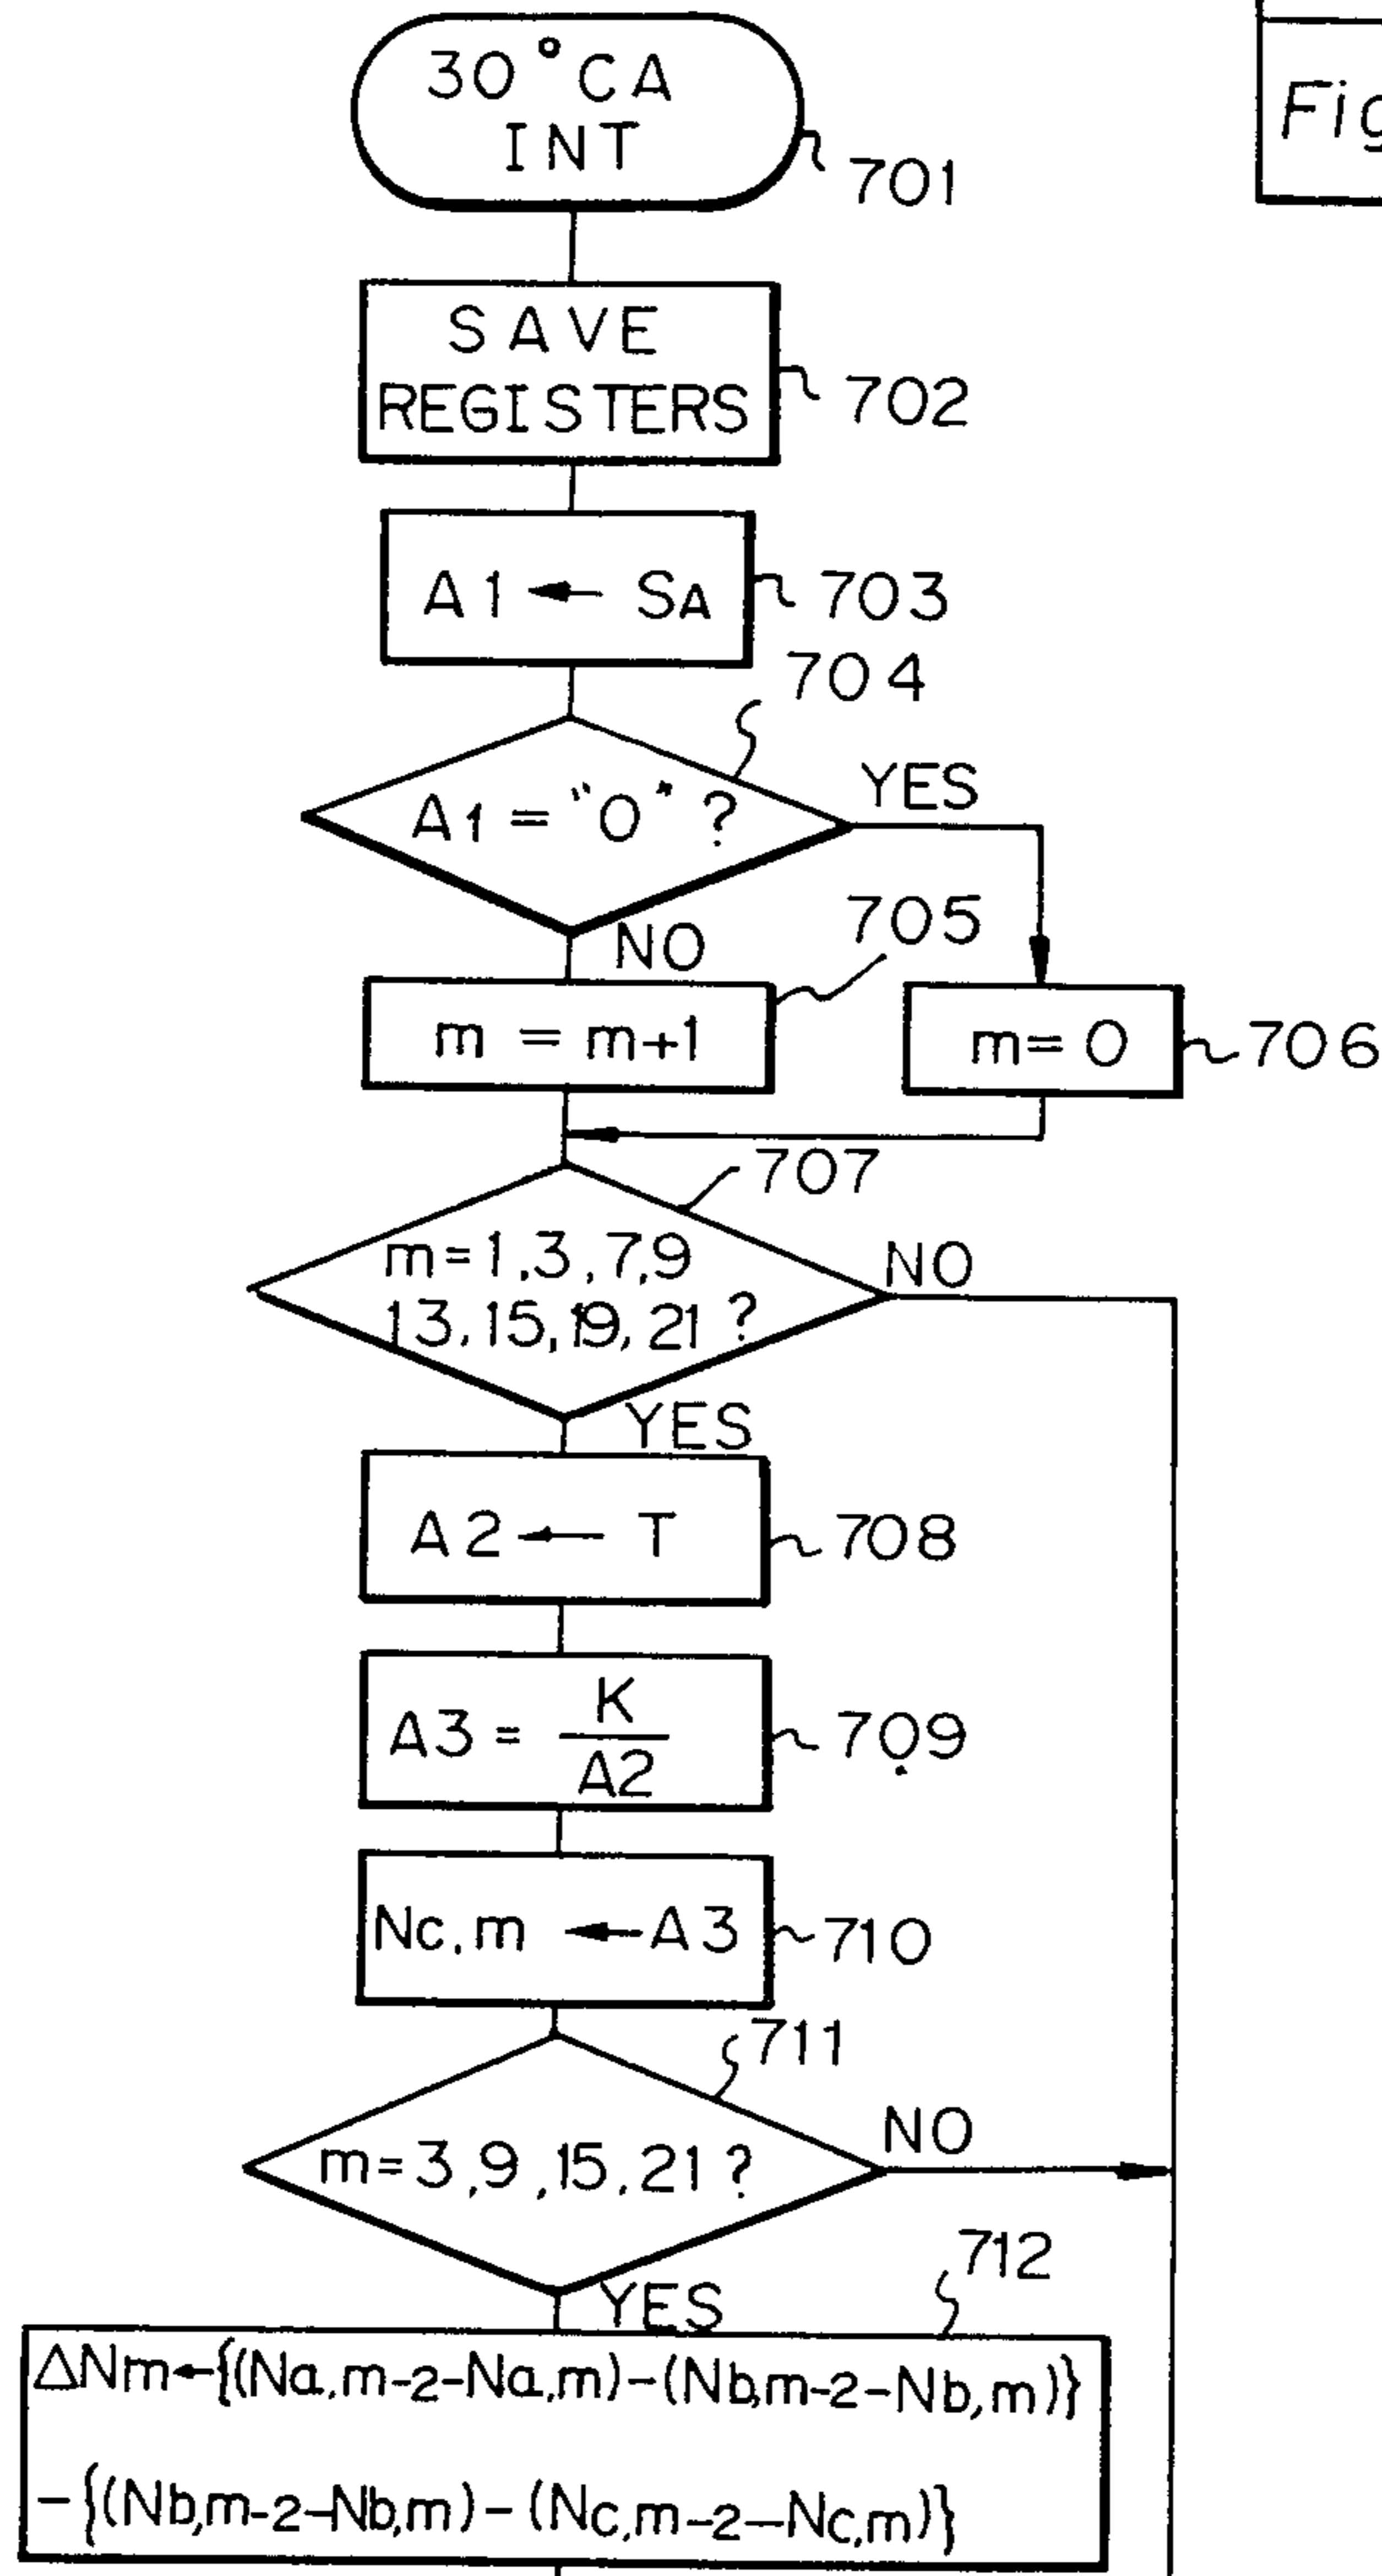 30°CA
INT
701
Fig
SAVE
REGISTERS
702
A1 ← SA
703
704
A1 = "0" ?
YES
NO
705
m = m+1
m = 0
706
707
m = 1, 3, 7, 9
13, 15, 19, 21 ?
NO
YES
A2 ← T
708
A3 = K/A2
709
Nc,m ← A3
710
711
m = 3, 9, 15, 21 ?
NO
YES
712
ΔNm ← {(Na,m-2-Na,m)-(Nb,m-2-Nb,m)}
-{(Nb,m-2-Nb,m)-(Nc,m-2-Nc,m)}